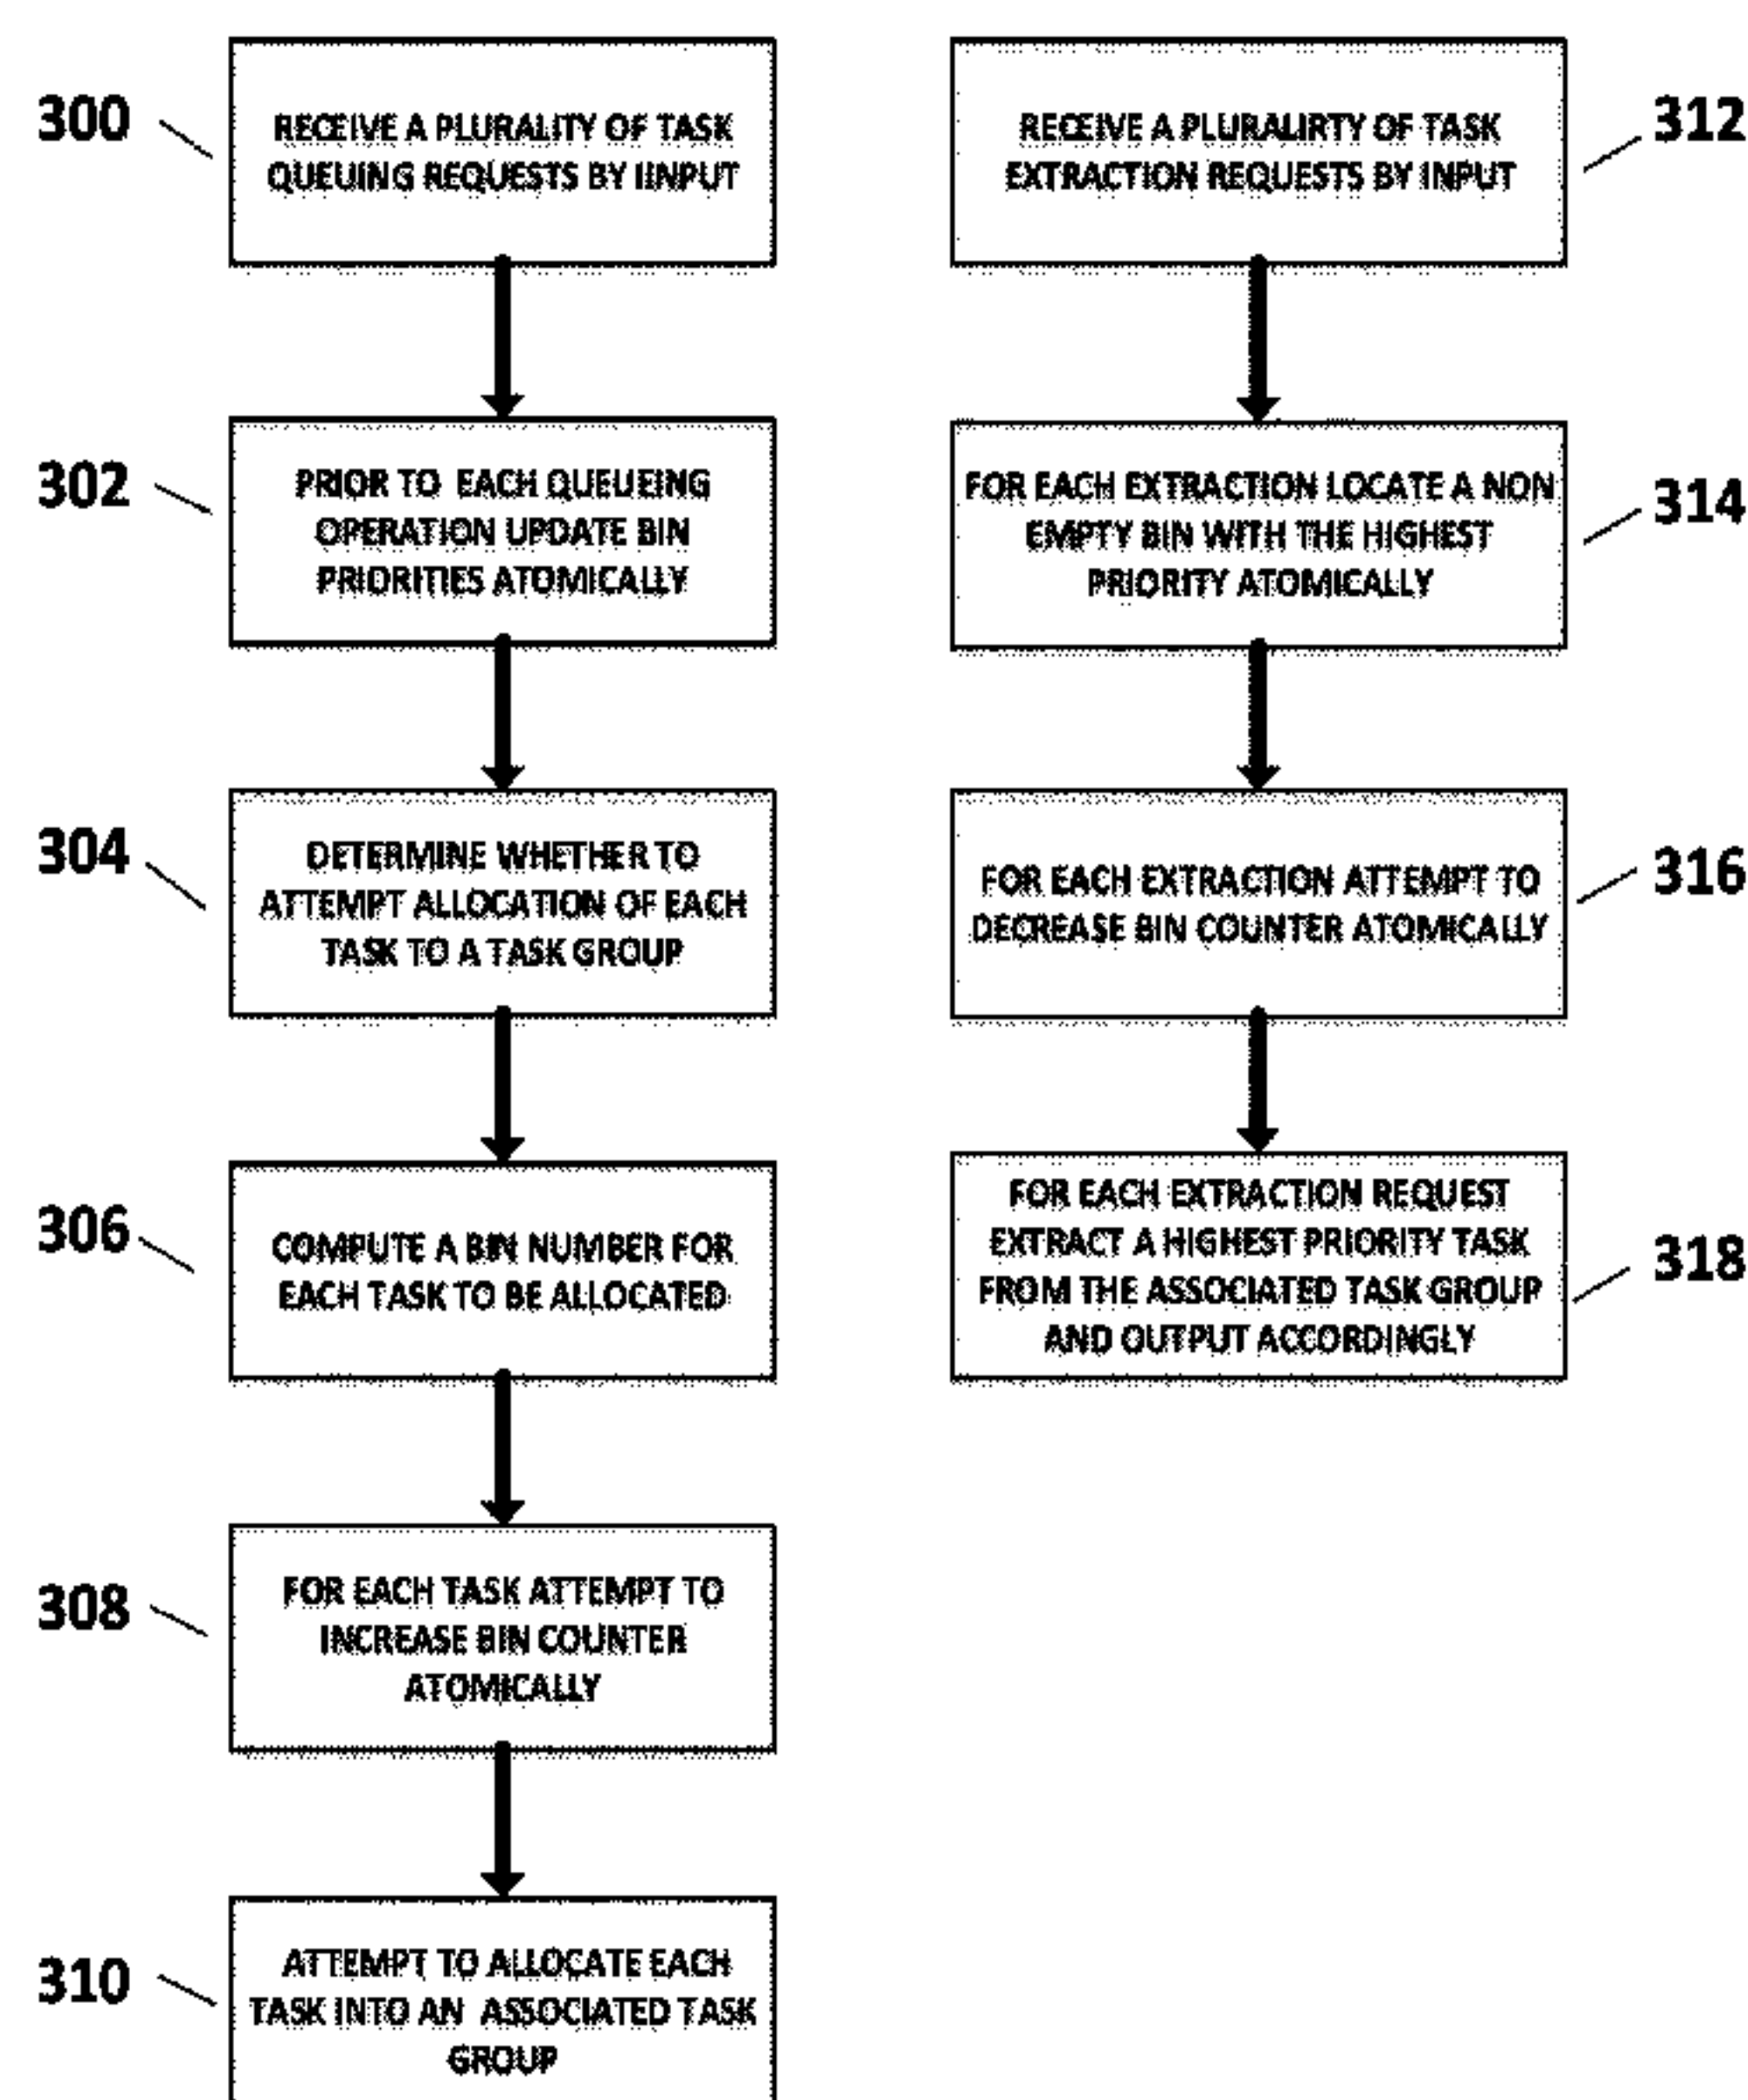 300
RECEIVE A PLURALITY OF TASK
QUEUING REQUESTS BY IINPUT
302
PRIOR TO EACH QUEUEING
OPERATION UPDATE BIN
PRIORITIES ATOMICALLY
304
DETERMINE WHETHER TO
ATTEMPT ALLOCATION OF EACH
TASK TO A TASK GROUP
306
COMPUTE A BIN NUMBER FOR
EACH TASK TO BE ALLOCATED
308
FOR EACH TASK ATTEMPT TO
INCREASE BIN COUNTER
ATOMICALLY
310
ATTEMPT TO ALLOCATE EACH
TASK INTO AN ASSOCIATED TASK
GROUP
312
RECEIVE A PLURALIRTY OF TASK
EXTRACTION REQUESTS BY INPUT
314
FOR EACH EXTRACTION LOCATE A NON
EMPTY BIN WITH THE HIGHEST
PRIORITY ATOMICALLY
316
FOR EACH EXTRACTION ATTEMPT TO
DECREASE BIN COUNTER ATOMICALLY
318
FOR EACH EXTRACTION REQUEST
EXTRACT A HIGHEST PRIORITY TASK
FROM THE ASSOCIATED TASK GROUP
AND OUTPUT ACCORDINGLY